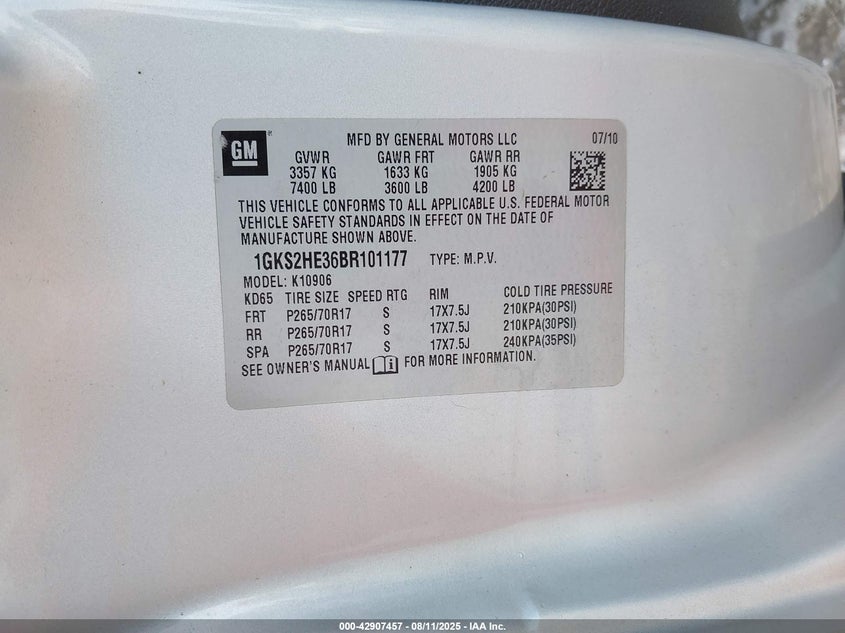 GM
MFD BY GENERAL MOTORS LLC 07/10
GVWR GAWR FRT GAWR RR
3357 KG 1633 KG 1905 KG
7400 LB 3600 LB 4200 LB
THIS VEHICLE CONFORMS TO ALL APPLICABLE U.S. FEDERAL MOTOR
VEHICLE SAFETY STANDARDS IN EFFECT ON THE DATE OF
MANUFACTURE SHOWN ABOVE.
1GKS2HE36BR101177 TYPE: M.P.V.
MODEL: K10906
KD65 TIRE SIZE SPEED RTG RIM COLD TIRE PRESSURE
FRT P265/70R17 S 17X7.5J 210KPA(30PSI)
RR P265/70R17 S 17X7.5J 210KPA(30PSI)
SPA P265/70R17 S 17X7.5J 240KPA(35PSI)
SEE OWNER'S MANUAL FOR MORE INFORMATION.
000-42907457 - 08/11/2025 - IAA Inc.